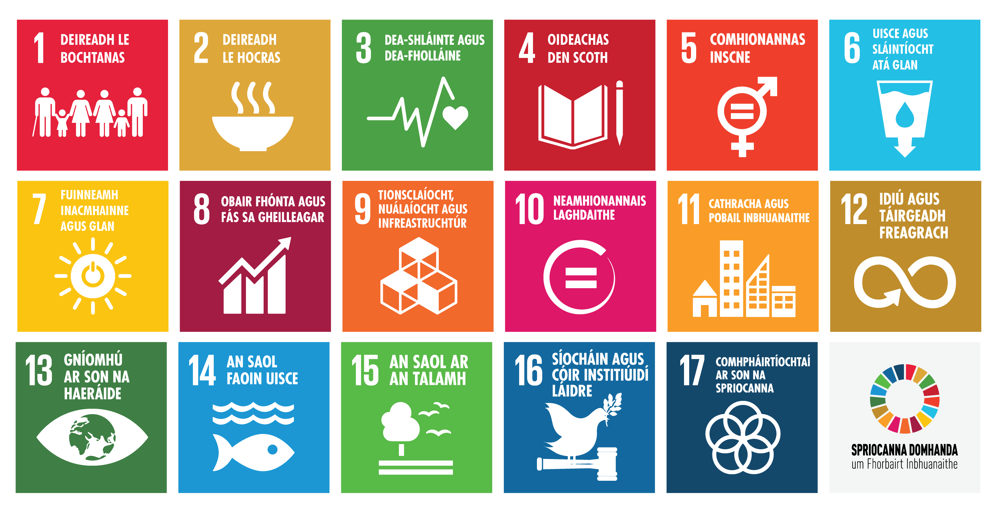 1
DEIREADH LE
BOCHTANAS
2
DEIREADH
LE HOCRAS
3
DEA-SHLÁINTE AGUS
DEA-FHOLLÁINE
4
OIDEACHAS
DEN SCOTH
5
COMHIONANNAS
INSCNE
6
UISCE AGUS
SLÁINTÍOCHT
ATÁ GLAN
7
FUINNEAMH
INACMHAINNE
AGUS GLAN
8
OBAIR FHÓNTA AGUS
FÁS SA GHEILLEAGAR
9
TIONSCLAÍOCHT,
NUÁLAÍOCHT AGUS
INFREASTRUCHTÚR
10
NEAMHIONANNAIS
LAGHDAITHE
11
CATHRACHA AGUS
POBAIL INBHUANAITHE
12
IDIÚ AGUS
TÁIRGEADH
FREAGRACH
13
GNÍOMHÚ
AR SON NA
HAERÁIDE
14
AN SAOL
FAOIN UISCE
15
AN SAOL AR
AN TALAMH
16
SÍOCHÁIN AGUS
CÓIR INSTITIÚIDÍ
LÁIDRE
17
COMHPHÁIRTÍOCHTAÍ
AR SON NA
SPRIOCANNA
SPRIOCANNA DOMHANDA
um Fhorbairt Inbhuanaithe